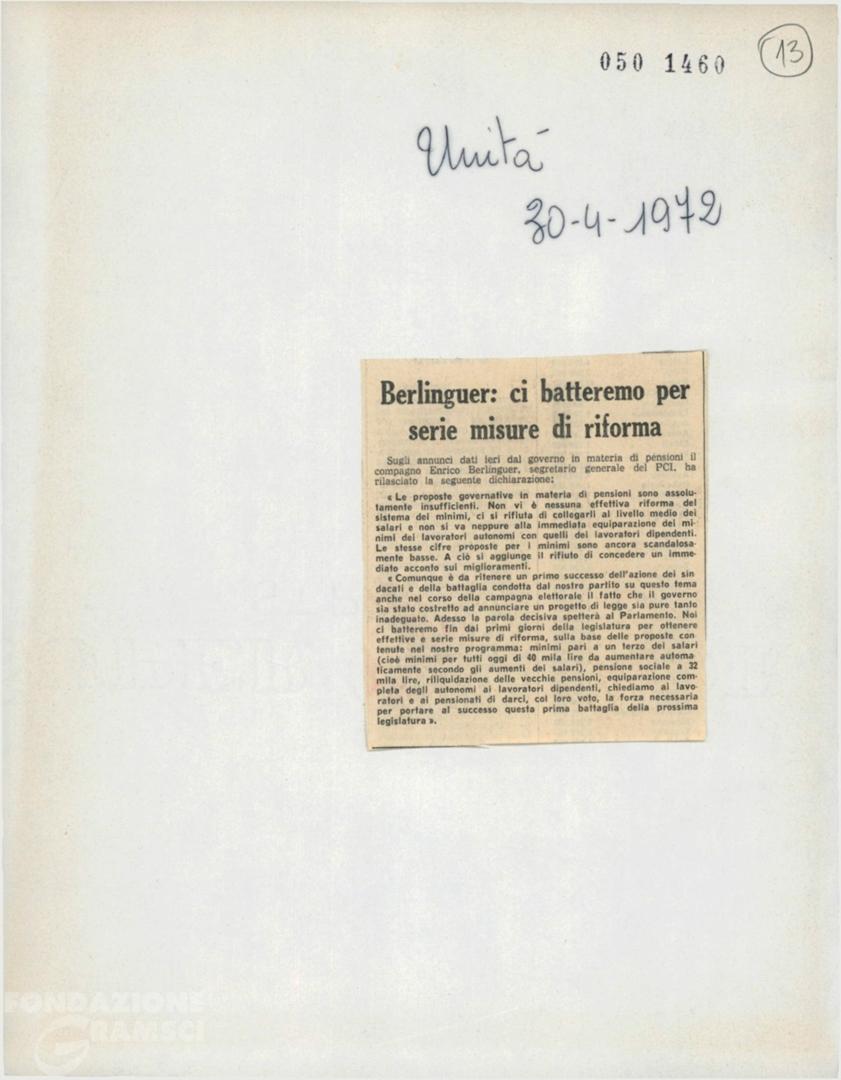 050 1460
13
Unità
30-4-1972
Berlinguer: ci batteremo per
serie misure di riforma
Sugli annunci dati ieri dal governo in materia di pensioni il
compagno Enrico Berlinguer, segretario generale del PCI, ha
rilasciato la seguente dichiarazione:
« Le proposte governative in materia di pensioni sono assolu-
tamente insufficienti. Non vi è nessuna effettiva riforma del
sistema dei minimi, ci si rifiuta di collegarli al livello medio dei
salari e non si va neppure alla immediata equiparazione dei mi-
nimi dei lavoratori autonomi con quelli dei lavoratori dipendenti.
Le stesse cifre proposte per i minimi sono ancora scandalosa-
mente basse. A ciò si aggiunge il rifiuto di concedere un imme-
diato acconto sui miglioramenti.
« Comunque è da ritenere un primo successo dell'azione dei sin
dacati e della battaglia condotta dal nostro partito su questo tema
anche nel corso della campagna elettorale il fatto che il governo
sia stato costretto ad annunciare un progetto di legge sia pure tanto
inadeguato. Adesso la parola decisiva spetterà al Parlamento. Noi
ci batteremo fin dai primi giorni della legislatura per ottenere
effettive e serie misure di riforma, sulla base delle proposte con-
tenute nel nostro programma: minimi pari a un terzo dei salari
(cioè minimi per tutti oggi di 40 mila lire da aumentare automa-
ticamente secondo gli aumenti dei salari), pensione sociale a 32
mila lire, riliquidazione delle vecchie pensioni, equiparazione com-
pleta degli autonomi ai lavoratori dipendenti, chiediamo ai lavo-
ratori e ai pensionati di darci, col loro voto, la forza necessaria
per portare al successo questa prima battaglia della prossima
legislatura ».
FONDAZIONE
GRAMSCI